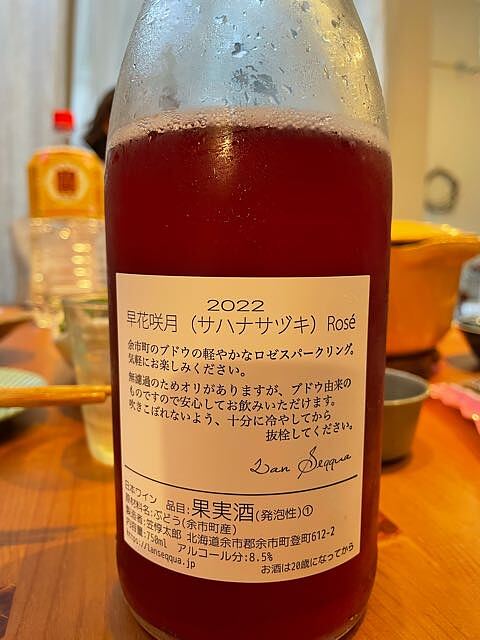 2022
早花咲月（サハナサヅキ）Rosé
余市町のブドウの軽やかなロゼスパークリング。
気軽にお楽しみください。
無濾過のためオリがありますが、ブドウ由来の
ものですので安心してお飲みいただけます。
吹きこぼれないよう、十分に冷やしてから
抜栓してください。
Lan Seqqua
日本ワイン 品目:果実酒(発泡性)①
原材料名:ぶどう(余市町産)
製造者:笠惇太郎 北海道余市郡余市町登町612-2
内容量:750ml アルコール分:8.5%
https://lanseqqua.jp お酒は20歳になってから